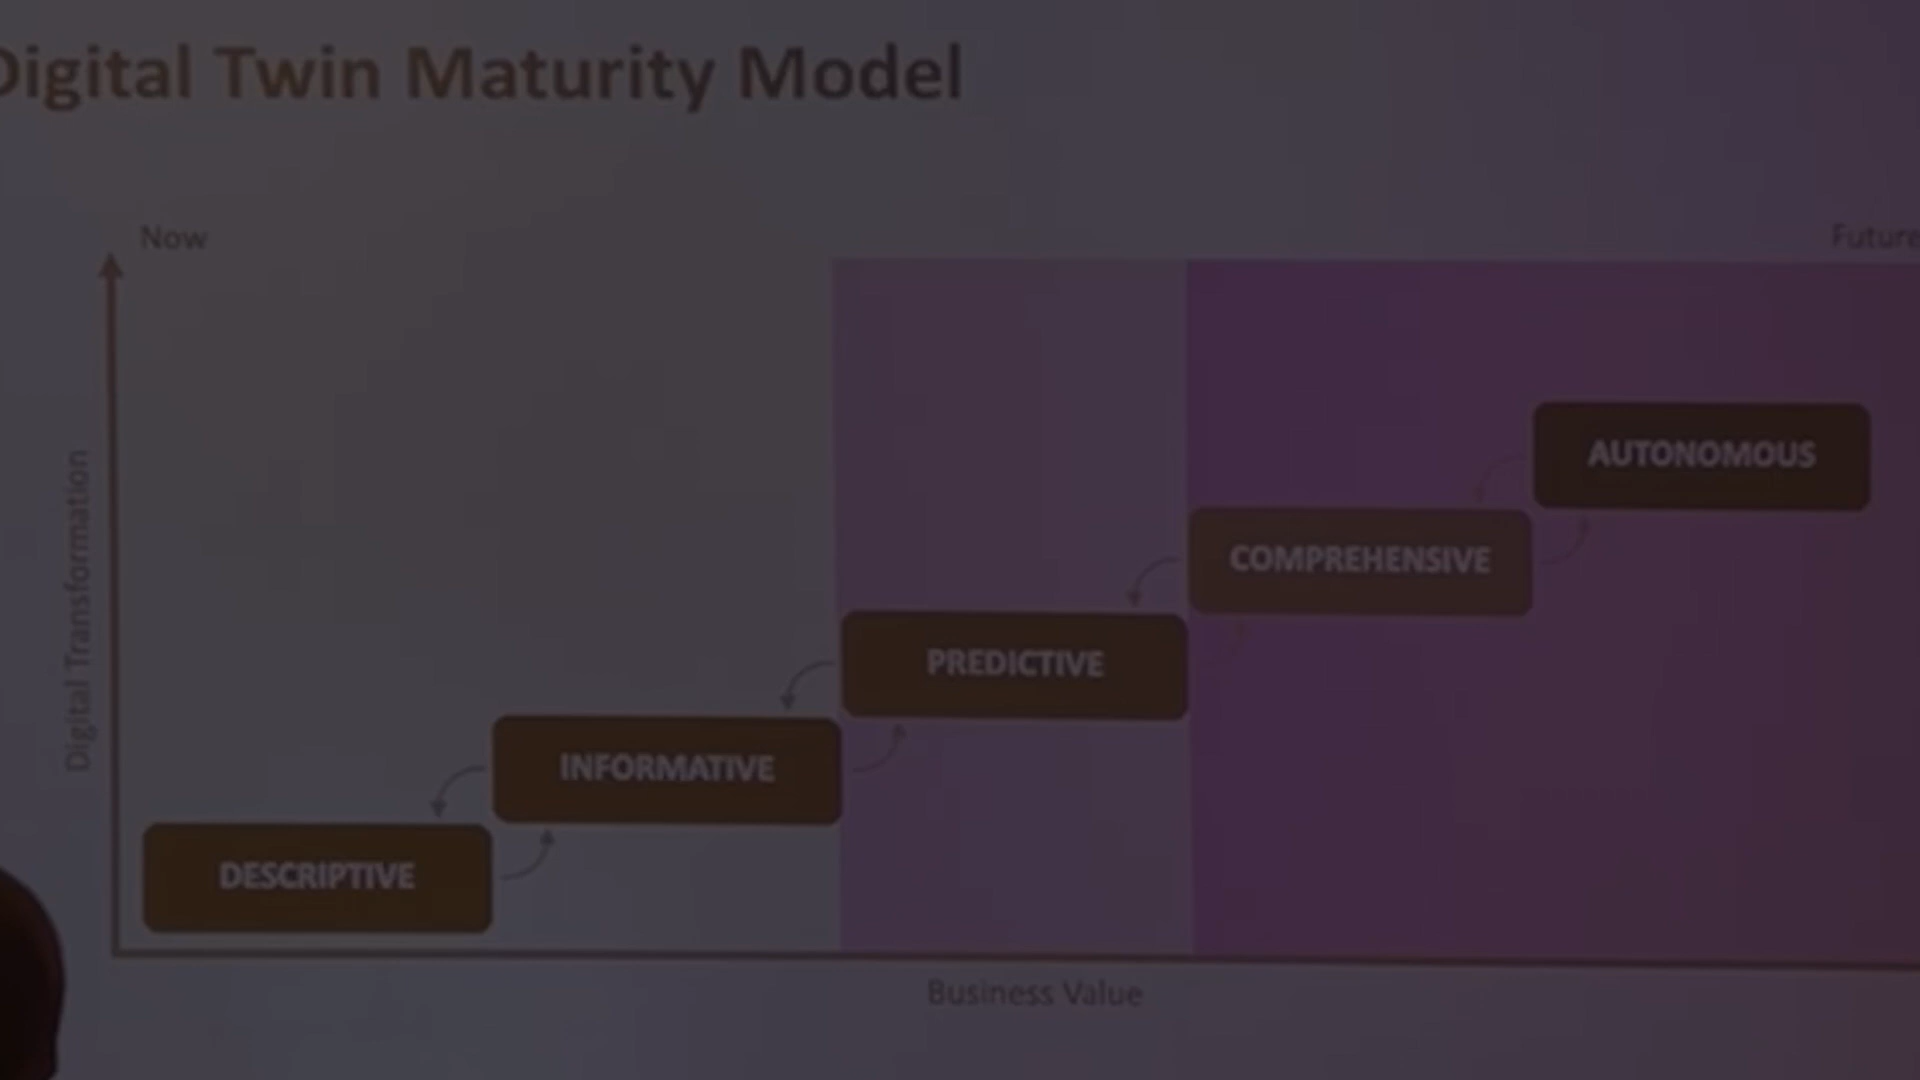 Digital Twin Maturity Model
Now
Future
Digital Transformation
AUTONOMOUS
COMPREHENSIVE
PREDICTIVE
INFORMATIVE
DESCRIPTIVE
Business Value